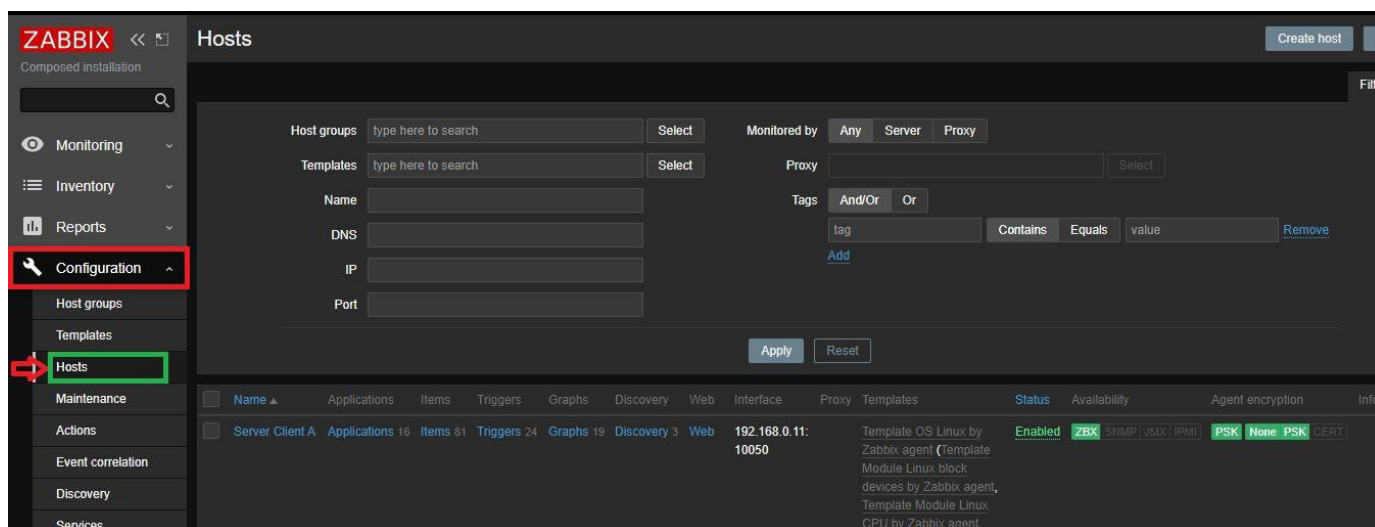 ZABBIX
Composed installation
Monitoring
Inventory
Reports
Configuration
Host groups
Templates
Hosts
Maintenance
Actions
Event correlation
Discovery
Services
Hosts
Create host
Host groups type here to search Select
Templates type here to search Select
Name
DNS
IP
Port
Monitored by Any Server Proxy
Proxy Select
Tags And/Or Or
tag Contains Equals value Remove
Add
Apply Reset
Name Applications Items Triggers Graphs Discovery Web Interface Proxy Templates Status Availability Agent encryption
Server Client A Applications 16 Items 81 Triggers 24 Graphs 19 Discovery 3 Web 192.168.0.11: Template OS Linux by Enabled ZBX SNMP JMX IPMI PSK None PSK CERT
10050 Zabbix agent (Template
Module Linux block
devices by Zabbix agent,
Template Module Linux
CPU by Zabbix agent,